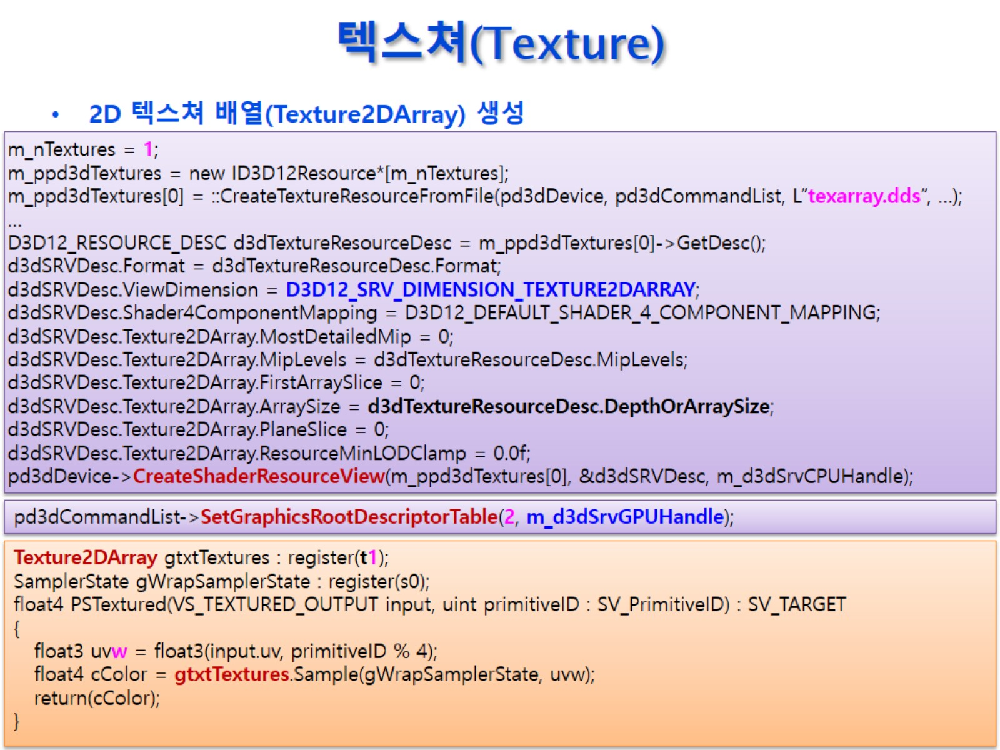 텍스쳐(Texture)
• 2D 텍스쳐 배열(Texture2DArray) 생성
m_nTextures = 1;
m_ppd3dTextures = new ID3D12Resource*[m_nTextures];
m_ppd3dTextures[0] = ::CreateTextureResourceFromFile(pd3dDevice, pd3dCommandList, L”texarray.dds”, …);
…
D3D12_RESOURCE_DESC d3dTextureResourceDesc = m_ppd3dTextures[0]->GetDesc();
d3dSRVDesc.Format = d3dTextureResourceDesc.Format;
d3dSRVDesc.ViewDimension = D3D12_SRV_DIMENSION_TEXTURE2DARRAY;
d3dSRVDesc.Shader4ComponentMapping = D3D12_DEFAULT_SHADER_4_COMPONENT_MAPPING;
d3dSRVDesc.Texture2DArray.MostDetailedMip = 0;
d3dSRVDesc.Texture2DArray.MipLevels = d3dTextureResourceDesc.MipLevels;
d3dSRVDesc.Texture2DArray.FirstArraySlice = 0;
d3dSRVDesc.Texture2DArray.ArraySize = d3dTextureResourceDesc.DepthOrArraySize;
d3dSRVDesc.Texture2DArray.PlaneSlice = 0;
d3dSRVDesc.Texture2DArray.ResourceMinLODClamp = 0.0f;
pd3dDevice->CreateShaderResourceView(m_ppd3dTextures[0], &d3dSRVDesc, m_d3dSrvCPUHandle);
pd3dCommandList->SetGraphicsRootDescriptorTable(2, m_d3dSrvGPUHandle);
Texture2DArray gtxtTextures : register(t1);
SamplerState gWrapSamplerState : register(s0);
float4 PSTextured(VS_TEXTURED_OUTPUT input, uint primitiveID : SV_PrimitiveID) : SV_TARGET
{
float3 uvw = float3(input.uv, primitiveID % 4);
float4 cColor = gtxtTextures.Sample(gWrapSamplerState, uvw);
return(cColor);
}